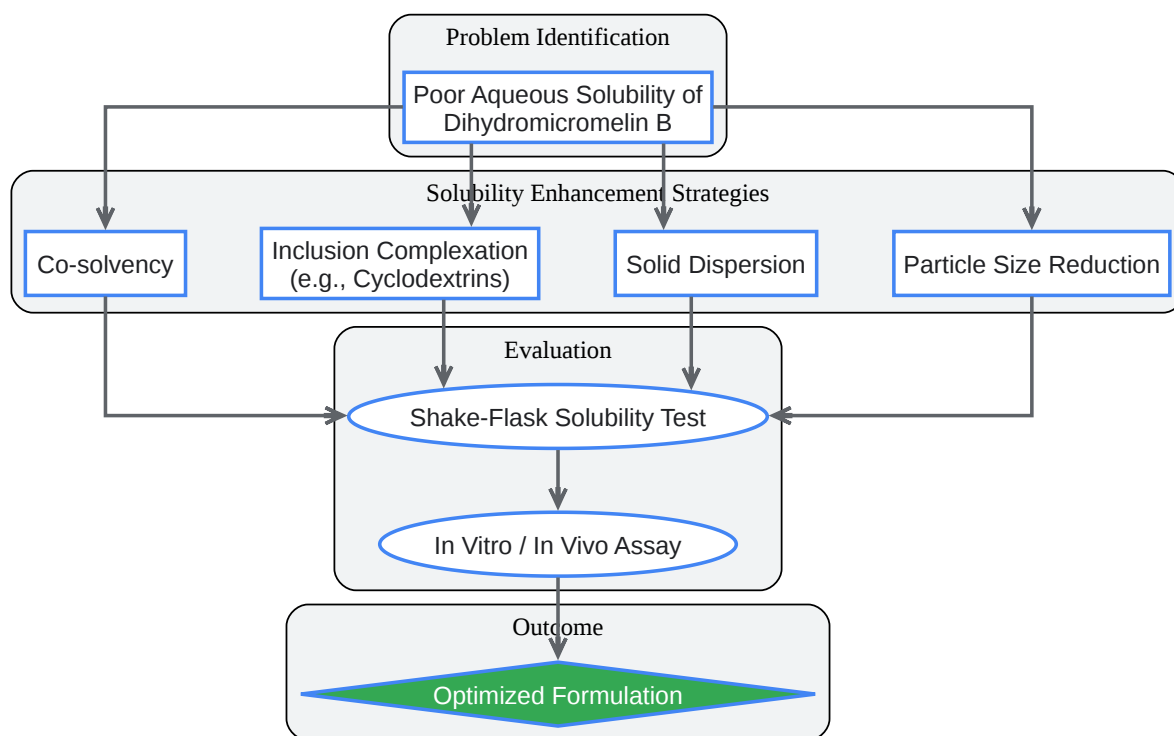 Problem Identification
Poor Aqueous Solubility of
Dihydromicromelin B
Solubility Enhancement Strategies
Co-solvency
Inclusion Complexation
(e.g., Cyclodextrins)
Solid Dispersion
Particle Size Reduction
Evaluation
Shake-Flask Solubility Test
In Vitro / In Vivo Assay
Outcome
Optimized Formulation